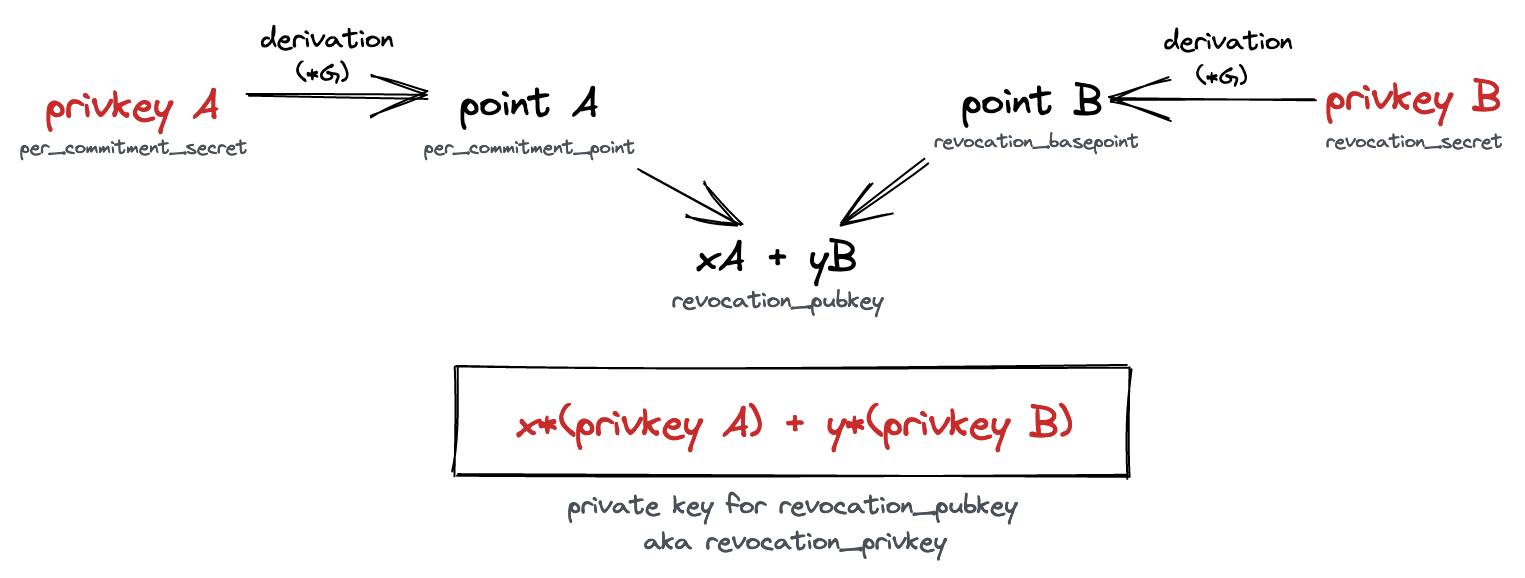 derivation
(*G)
privkey A
per_commitment_secret
point A
per_commitment_point
derivation
(*G)
point B
revocation_basepoint
privkey B
revocation_secret
xA + yB
revocation_pubkey
x*(privkey A) + y*(privkey B)
private key for revocation_pubkey
aka revocation_privkey